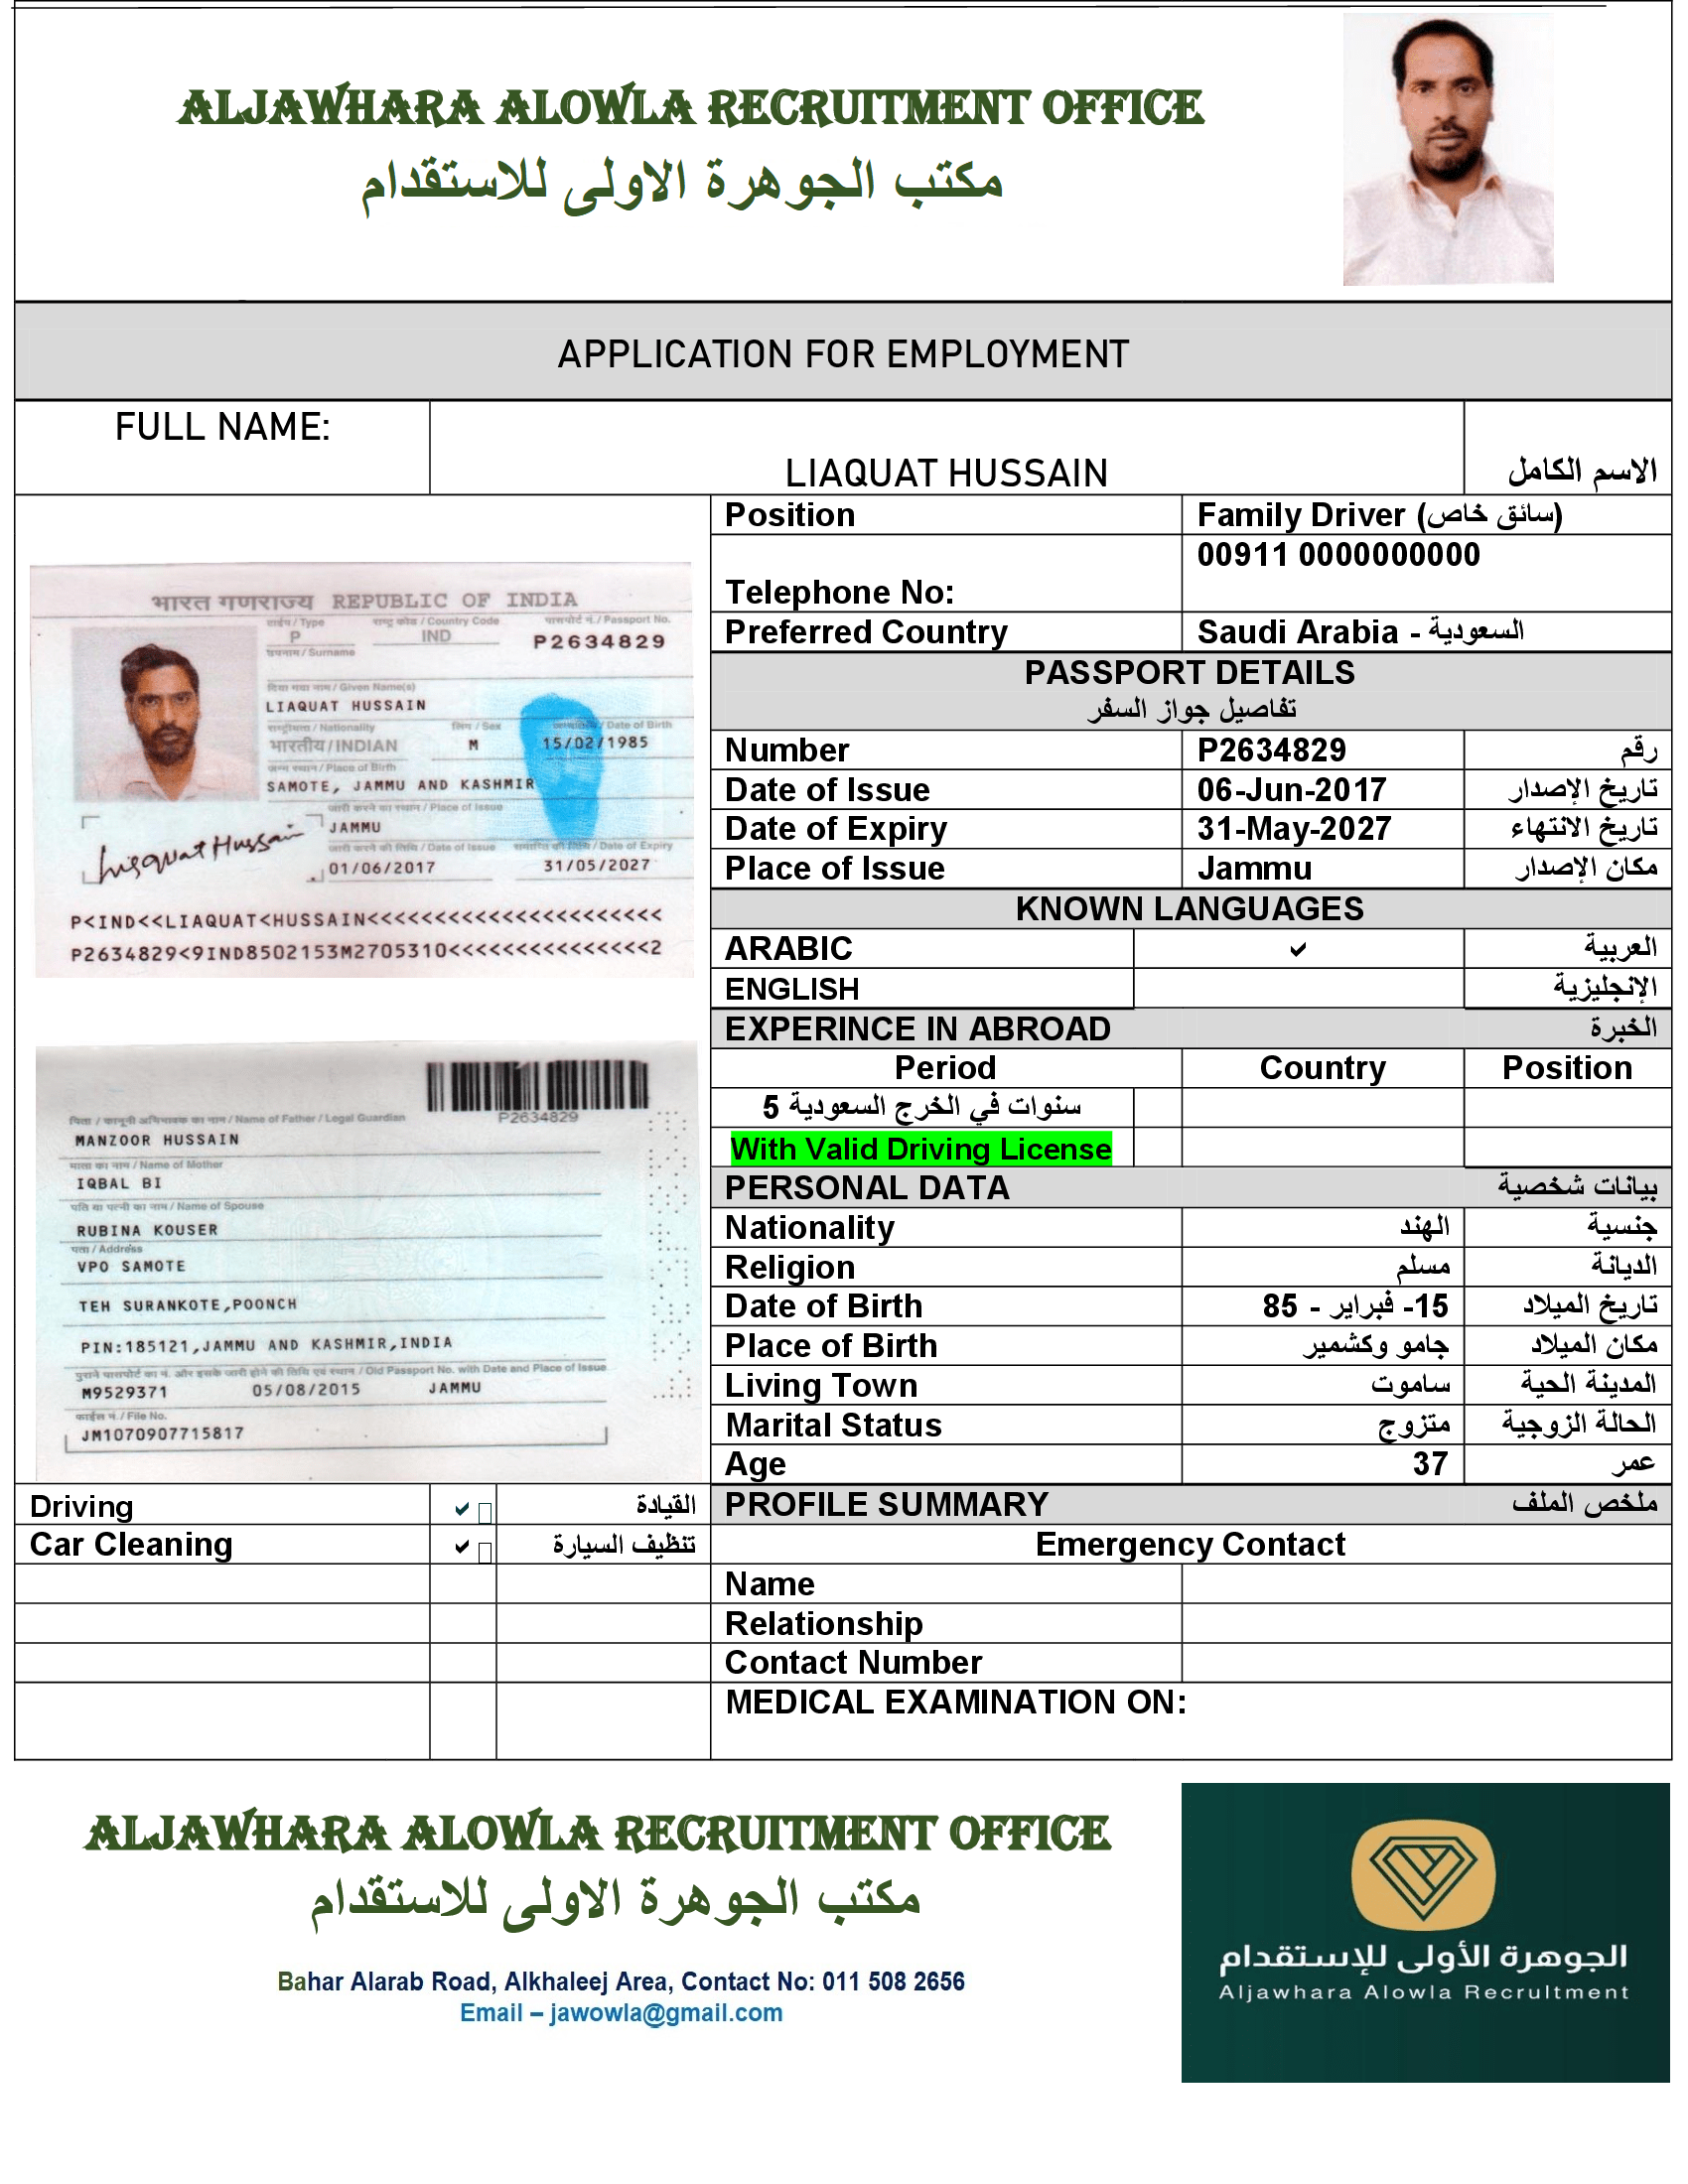 ALJAWHARA ALOWLA RECRUITMENT OFFICE
مكتب الجوهرة الاولى للاستقدام
APPLICATION FOR EMPLOYMENT
FULL NAME:
LIAQUAT HUSSAIN
الاسم الكامل
Position Family Driver (سائق خاص)
Telephone No: 00911 0000000000
Preferred Country Saudi Arabia - السعودية
PASSPORT DETAILS
تفاصيل جواز السفر
Number P2634829 رقم
Date of Issue 06-Jun-2017 تاريخ الإصدار
Date of Expiry 31-May-2027 تاريخ الانتهاء
Place of Issue Jammu مكان الإصدار
KNOWN LANGUAGES
ARABIC ✓ العربية
ENGLISH الإنجليزية
EXPERINCE IN ABROAD الخبرة
Period Country Position
5 سنوات في الخرج السعودية
With Valid Driving License
PERSONAL DATA بيانات شخصية
Nationality الهند جنسية
Religion مسلم الديانة
Date of Birth 15- فبراير - 85 تاريخ الميلاد
Place of Birth جامو وكشمير مكان الميلاد
Living Town ساموت المدينة الحية
Marital Status متزوج الحالة الزوجية
Age 37 عمر
PROFILE SUMMARY ملخص الملف
Emergency Contact
Name
Relationship
Contact Number
MEDICAL EXAMINATION ON:
भारत गणराज्य REPUBLIC OF INDIA
टाईप / Type राष्ट्र कोड / Country Code पासपोर्ट नं. / Passport No.
P IND P2634829
उपनाम / Surname
दिया गया नाम / Given Name(s)
LIAQUAT HUSSAIN
राष्ट्रीयता / Nationality लिंग / Sex Date of Birth
भारतीय / INDIAN M 15/02/1985
जन्म स्थान / Place of Birth
SAMOTE, JAMMU AND KASHMIR
जारी करने का स्थान / Place of Issue
JAMMU
जारी करने की तिथि / Date of Issue समाप्ति की तिथि / Date of Expiry
01/06/2017 31/05/2027
Liaquat Hussain
P<IND<<LIAQUAT<HUSSAIN<<<<<<<<<<<<<<<<<<<<<<
P2634829<9IND8502153M2705310<<<<<<<<<<<<<<<2
पिता / कानूनी अभिभावक का नाम / Name of Father / Legal Guardian P2634829
MANZOOR HUSSAIN
माता का नाम / Name of Mother
IQBAL BI
पति या पत्नी का नाम / Name of Spouse
RUBINA KOUSER
पता / Address
VPO SAMOTE
TEH SURANKOTE,POONCH
PIN:185121,JAMMU AND KASHMIR,INDIA
पुराने पासपोर्ट का नं. और इसके जारी होने की तिथि एवं स्थान / Old Passport No. with Date and Place of Issue
M9529371 05/08/2015 JAMMU
फाईल नं. / File No.
JM1070907715817
Driving ✓ القيادة
Car Cleaning ✓ تنظيف السيارة
ALJAWHARA ALOWLA RECRUITMENT OFFICE
مكتب الجوهرة الاولى للاستقدام
Bahar Alarab Road, Alkhaleej Area, Contact No: 011 508 2656
Email – jawowla@gmail.com
الجوهرة الأولى للإستقدام
Aljawhara Alowla Recruitment